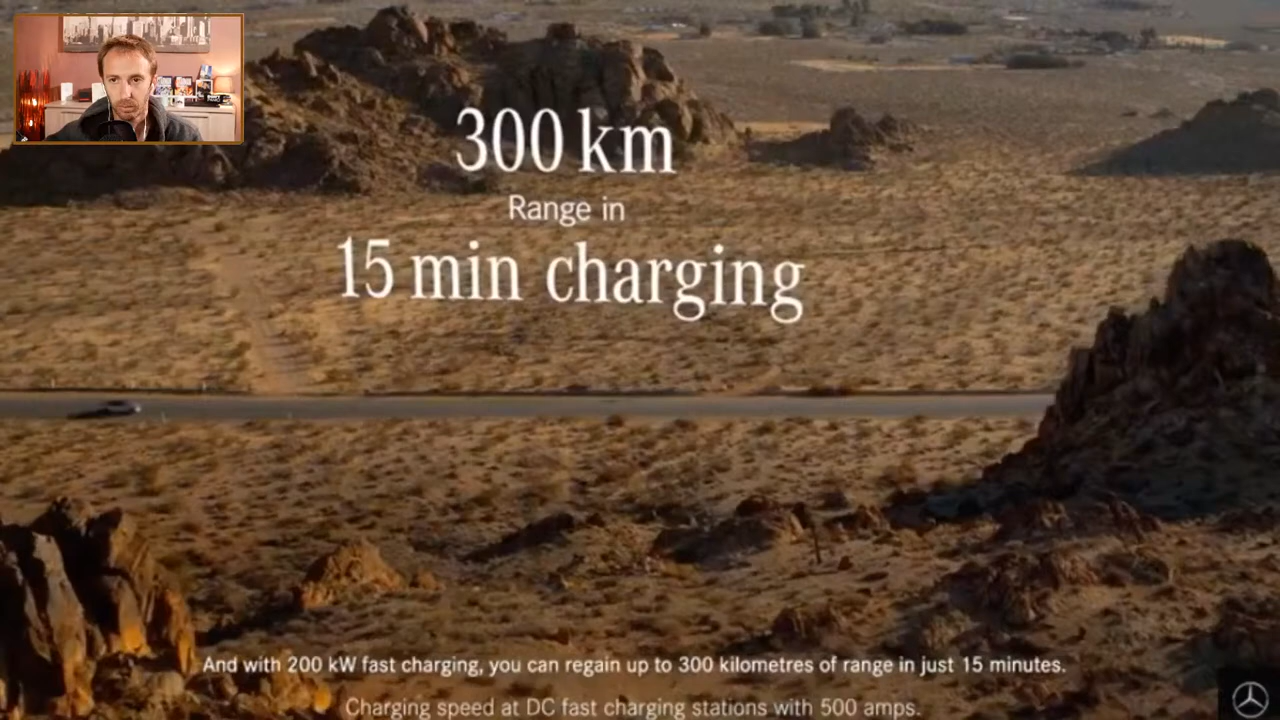 300 km
Range in
15 min charging
And with 200 kW fast charging, you can regain up to 300 kilometres of range in just 15 minutes.
Charging speed at DC fast charging stations with 500 amps.